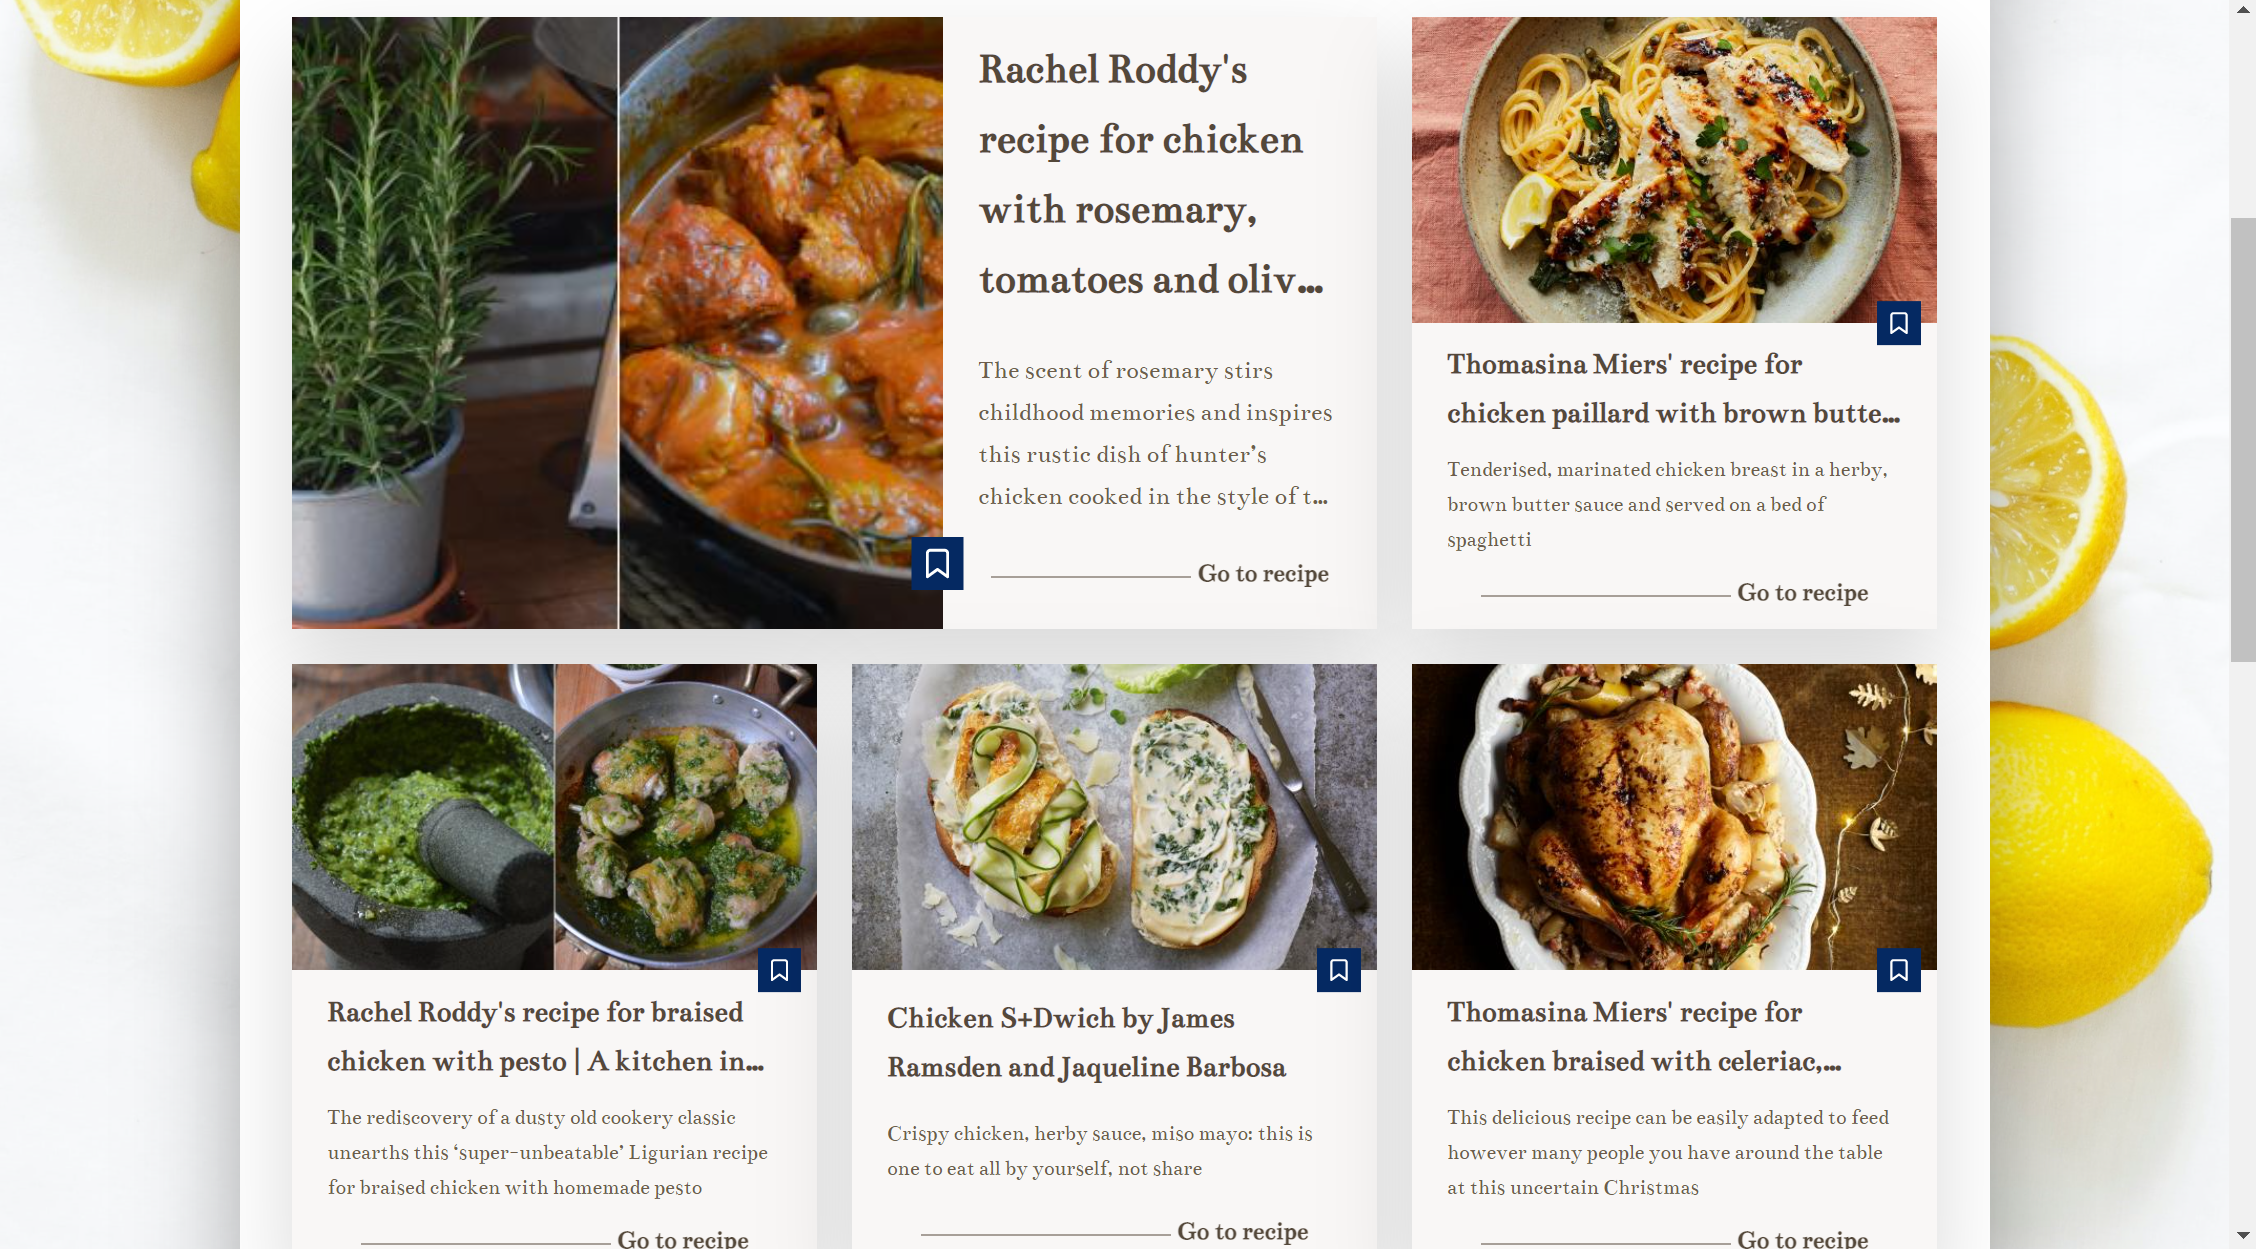 Rachel Roddy's
recipe for chicken
with rosemary,
tomatoes and oliv...
The scent of rosemary stirs
childhood memories and inspires
this rustic dish of hunter’s
chicken cooked in the style of t...
Go to recipe
Thomasina Miers' recipe for
chicken paillard with brown butte...
Tenderised, marinated chicken breast in a herby,
brown butter sauce and served on a bed of
spaghetti
Go to recipe
Rachel Roddy's recipe for braised
chicken with pesto | A kitchen in...
The rediscovery of a dusty old cookery classic
unearths this ‘super-unbeatable’ Ligurian recipe
for braised chicken with homemade pesto
Go to recipe
Chicken S+Dwich by James
Ramsden and Jaqueline Barbosa
Crispy chicken, herby sauce, miso mayo: this is
one to eat all by yourself, not share
Go to recipe
Thomasina Miers' recipe for
chicken braised with celeriac,...
This delicious recipe can be easily adapted to feed
however many people you have around the table
at this uncertain Christmas
Go to recipe